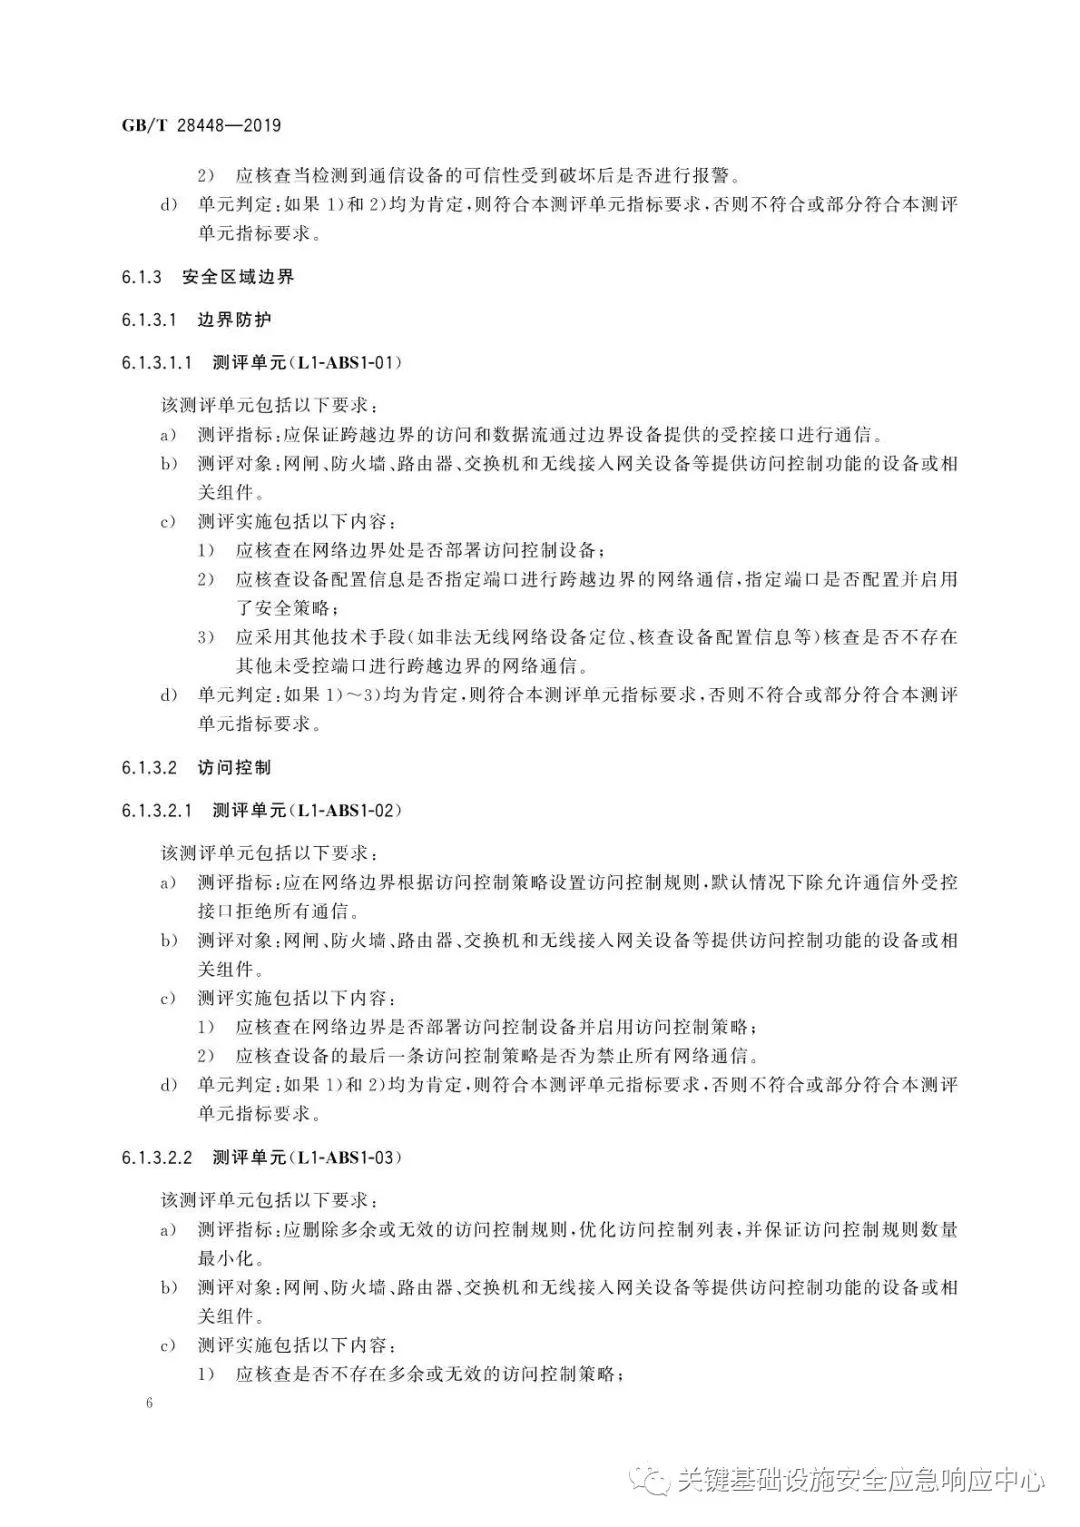 GB/T 28448—2019
2) 应核查当检测到通信设备的可信性受到破坏后是否进行报警。
d) 单元判定:如果 1)和 2)均为肯定,则符合本测评单元指标要求,否则不符合或部分符合本测评
单元指标要求。
6.1.3 安全区域边界
6.1.3.1 边界防护
6.1.3.1.1 测评单元(L1-ABS1-01)
该测评单元包括以下要求:
a) 测评指标:应保证跨越边界的访问和数据流通过边界设备提供的受控接口进行通信。
b) 测评对象:网闸、防火墙、路由器、交换机和无线接入网关设备等提供访问控制功能的设备或相
关组件。
c) 测评实施包括以下内容:
1) 应核查在网络边界处是否部署访问控制设备;
2) 应核查设备配置信息是否指定端口进行跨越边界的网络通信,指定端口是否配置并启用
了安全策略;
3) 应采用其他技术手段(如非法无线网络设备定位、核查设备配置信息等)核查是否不存在
其他未受控端口进行跨越边界的网络通信。
d) 单元判定:如果 1)～3)均为肯定,则符合本测评单元指标要求,否则不符合或部分符合本测评
单元指标要求。
6.1.3.2 访问控制
6.1.3.2.1 测评单元(L1-ABS1-02)
该测评单元包括以下要求:
a) 测评指标:应在网络边界根据访问控制策略设置访问控制规则,默认情况下除允许通信外受控
接口拒绝所有通信。
b) 测评对象:网闸、防火墙、路由器、交换机和无线接入网关设备等提供访问控制功能的设备或相
关组件。
c) 测评实施包括以下内容:
1) 应核查在网络边界是否部署访问控制设备并启用访问控制策略;
2) 应核查设备的最后一条访问控制策略是否为禁止所有网络通信。
d) 单元判定:如果 1)和 2)均为肯定,则符合本测评单元指标要求,否则不符合或部分符合本测评
单元指标要求。
6.1.3.2.2 测评单元(L1-ABS1-03)
该测评单元包括以下要求:
a) 测评指标:应删除多余或无效的访问控制规则,优化访问控制列表,并保证访问控制规则数量
最小化。
b) 测评对象:网闸、防火墙、路由器、交换机和无线接入网关设备等提供访问控制功能的设备或相
关组件。
c) 测评实施包括以下内容:
1) 应核查是否不存在多余或无效的访问控制策略;
6
关键基础设施安全应急响应中心